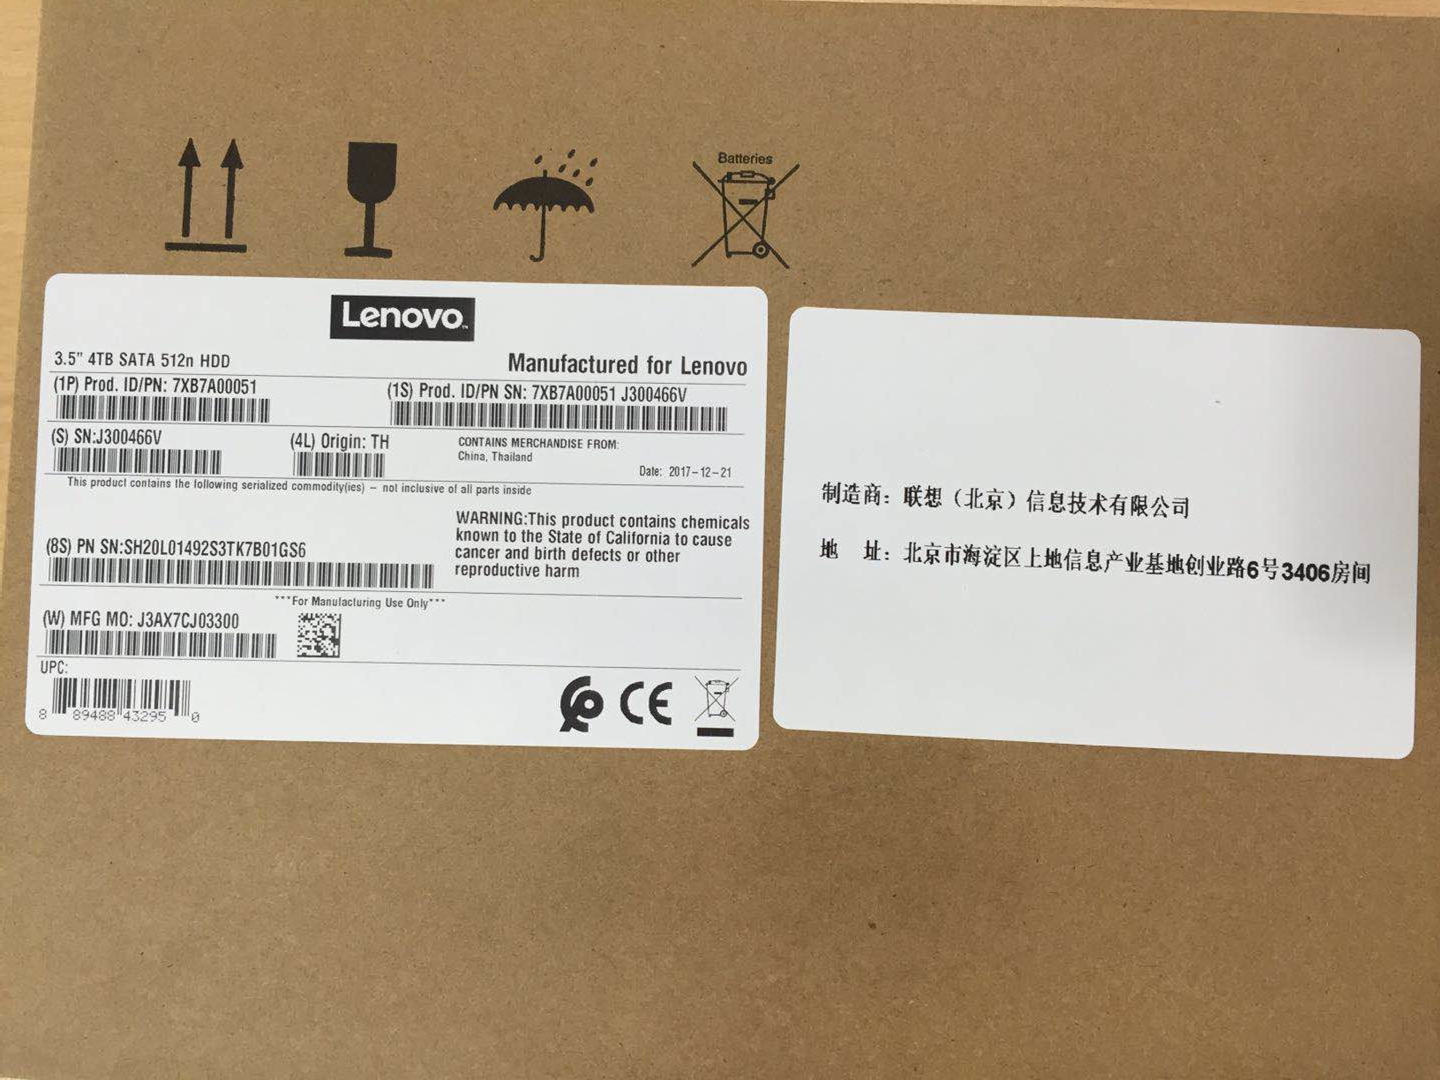 Batteries
Lenovo™
3.5" 4TB SATA 512n HDD
Manufactured for Lenovo
(1P) Prod. ID/PN: 7XB7A00051
(1S) Prod. ID/PN SN: 7XB7A00051 J300466V
(S) SN:J300466V
(4L) Origin: TH
CONTAINS MERCHANDISE FROM:
China, Thailand
Date: 2017-12-21
This product contains the following serialized commodity(ies) – not inclusive of all parts inside
WARNING:This product contains chemicals
known to the State of California to cause
cancer and birth defects or other
reproductive harm
(8S) PN SN:SH20L01492S3TK7B01GS6
***For Manufacturing Use Only***
(W) MFG MO: J3AX7CJ03300
UPC:
8 89488 43295 0
CE
制造商：联想（北京）信息技术有限公司
地 址：北京市海淀区上地信息产业基地创业路6号3406房间